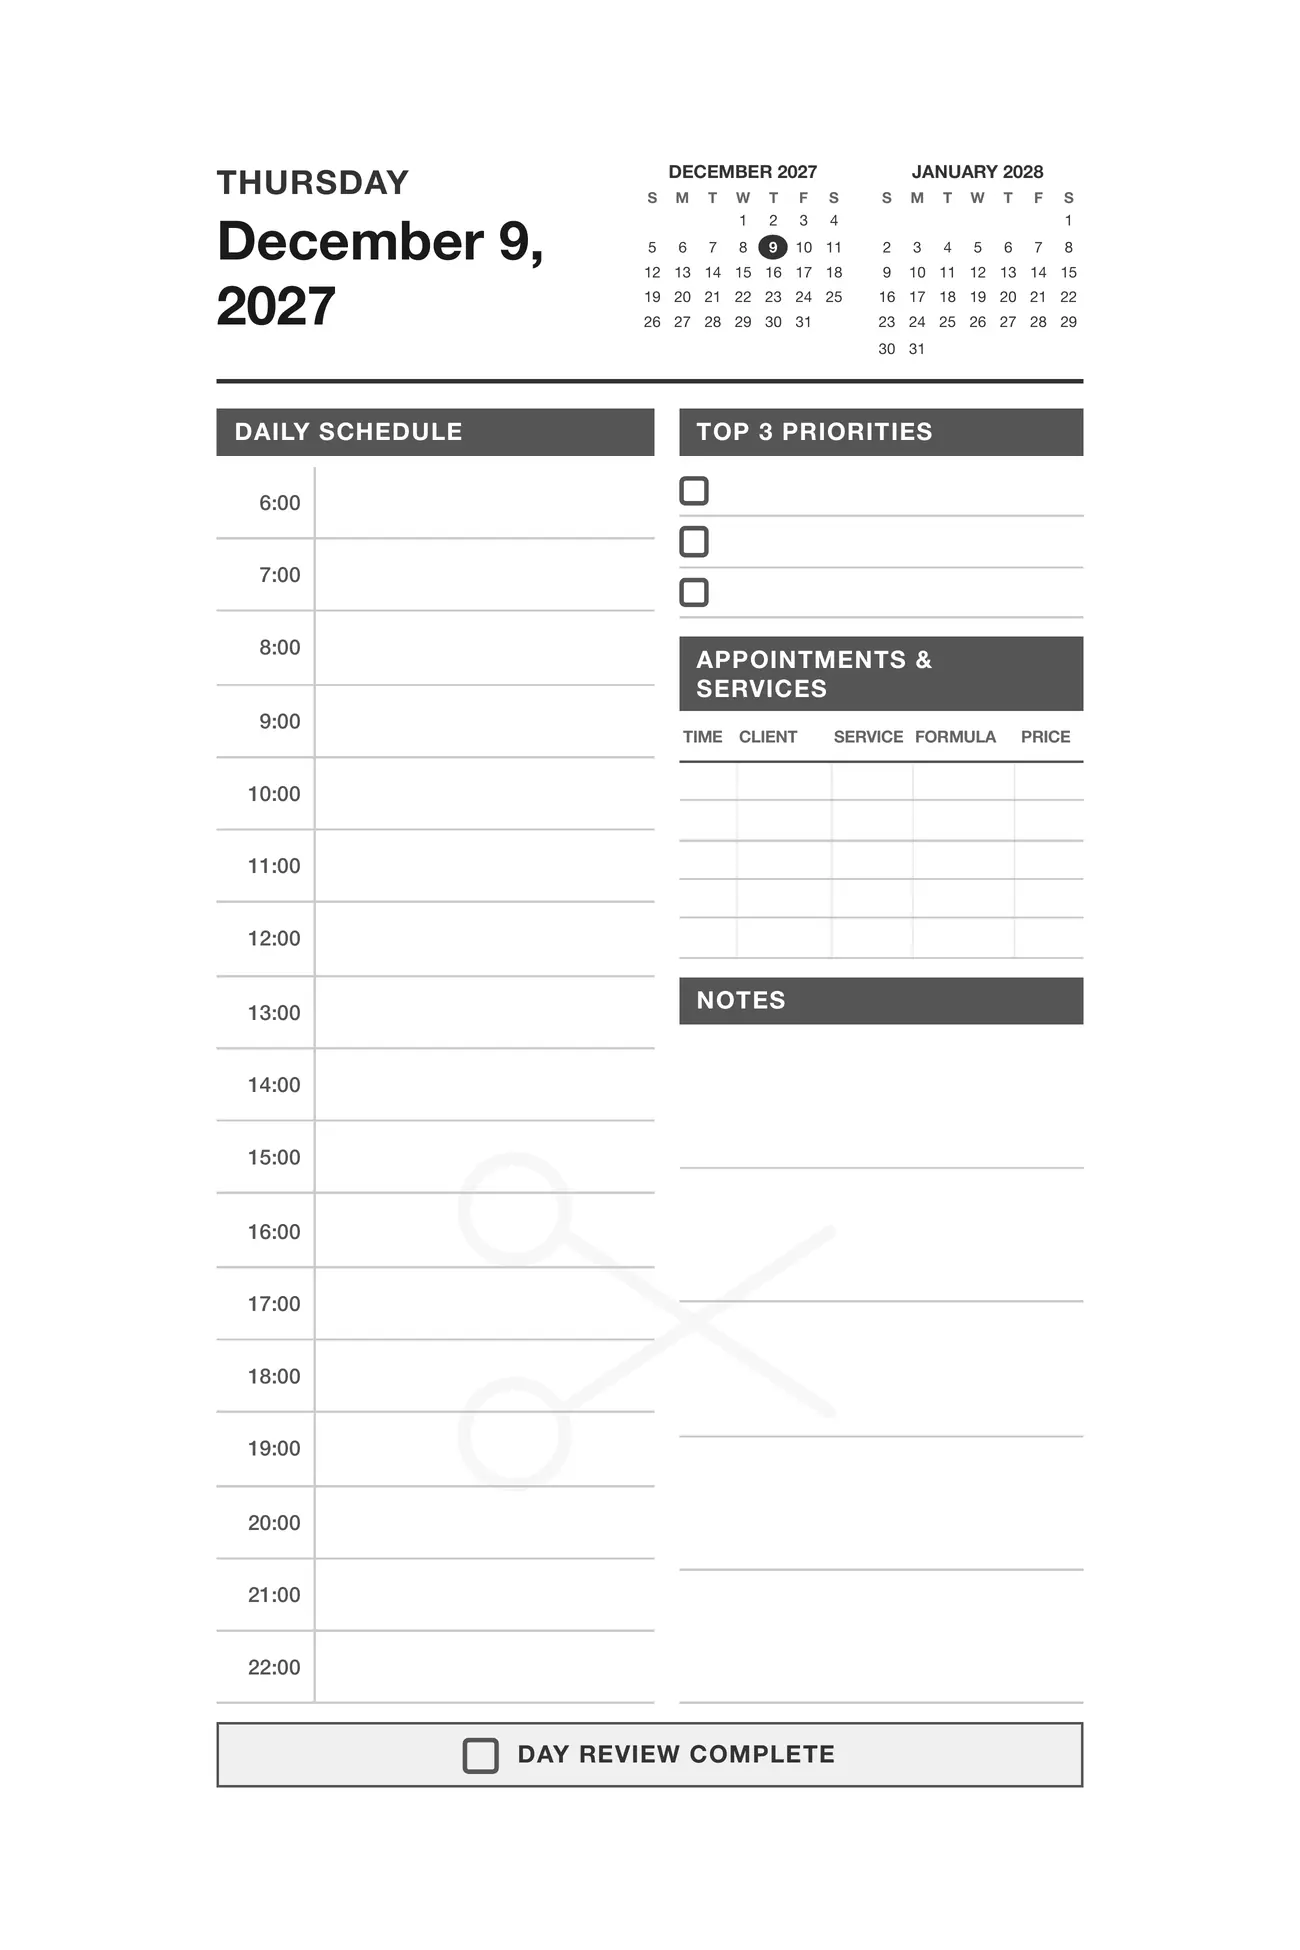 THURSDAY
December 9,
2027
DECEMBER 2027
S M T W T F S
1 2 3 4
5 6 7 8 9 10 11
12 13 14 15 16 17 18
19 20 21 22 23 24 25
26 27 28 29 30 31
JANUARY 2028
S M T W T F S
1
2 3 4 5 6 7 8
9 10 11 12 13 14 15
16 17 18 19 20 21 22
23 24 25 26 27 28 29
30 31
DAILY SCHEDULE
6:00
7:00
8:00
9:00
10:00
11:00
12:00
13:00
14:00
15:00
16:00
17:00
18:00
19:00
20:00
21:00
22:00
TOP 3 PRIORITIES
APPOINTMENTS &
SERVICES
TIME CLIENT SERVICE FORMULA PRICE
NOTES
DAY REVIEW COMPLETE